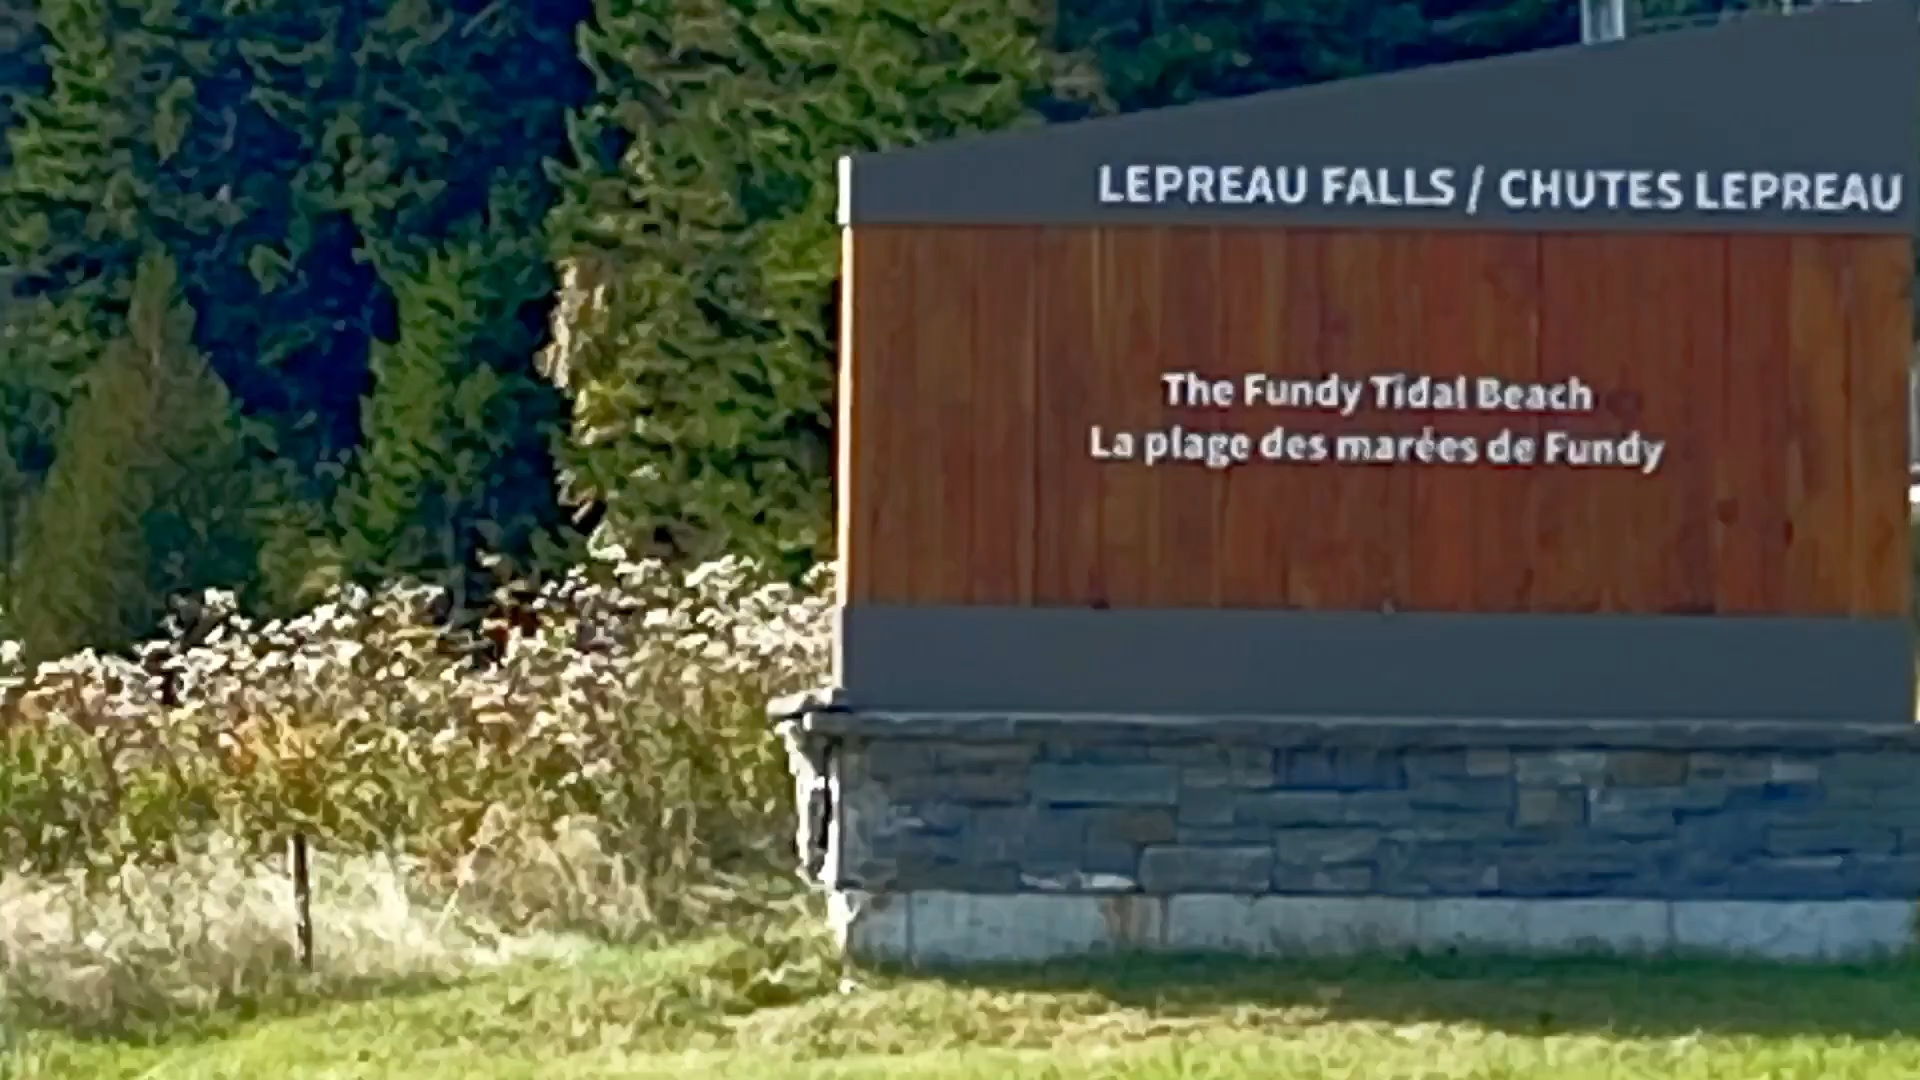 LEPREAU FALLS / CHUTES LEPREAU
The Fundy Tidal Beach
La plage des marées de Fundy